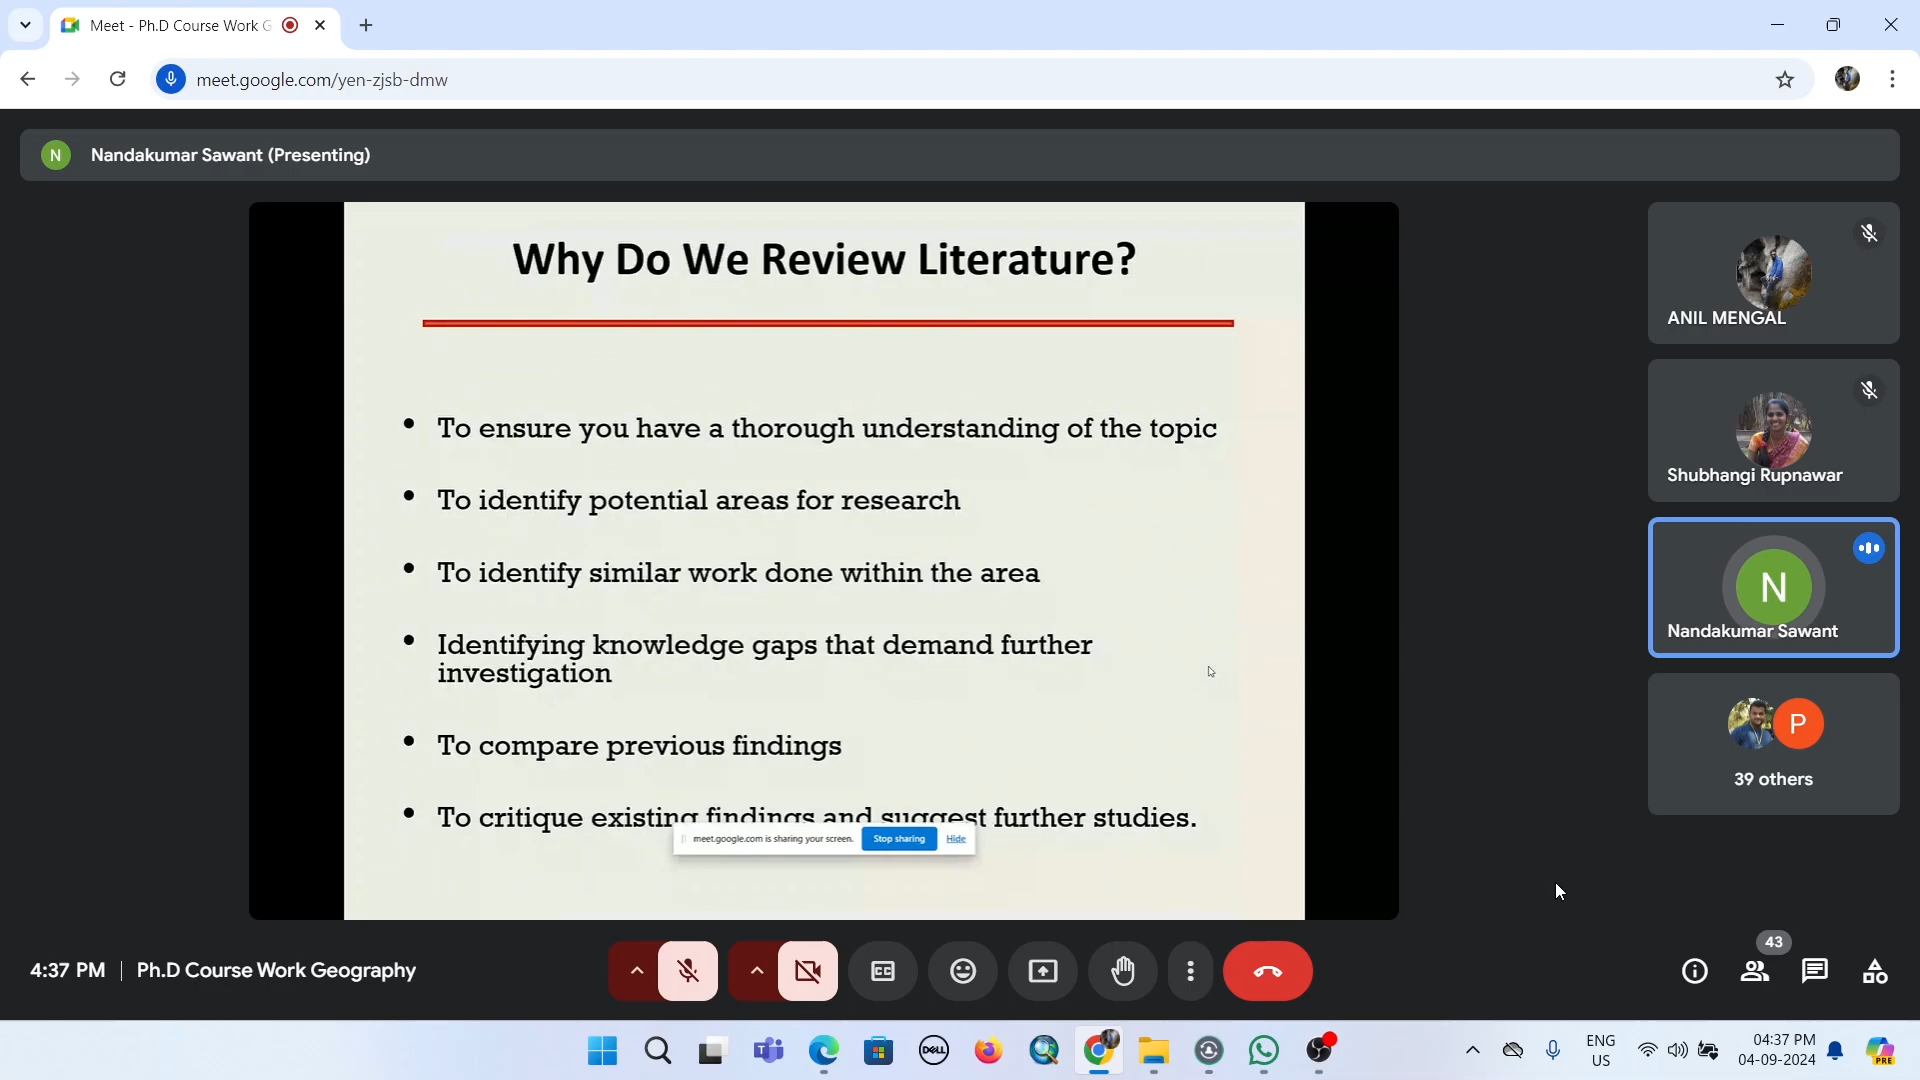 Meet - Ph.D Course Work G
meet.google.com/yen-zjsb-dmw
N
Nandakumar Sawant (Presenting)
Why Do We Review Literature?
• To ensure you have a thorough understanding of the topic
• To identify potential areas for research
• To identify similar work done within the area
• Identifying knowledge gaps that demand further
investigation
• To compare previous findings
• To critique existing findings and suggest further studies.
meet.google.com is sharing your screen.
Stop sharing
Hide
ANIL MENGAL
Shubhangi Rupnawar
N
Nandakumar Sawant
P
39 others
4:37 PM
Ph.D Course Work Geography
CC
43
DELL
ENG
US
04:37 PM
04-09-2024
PRE